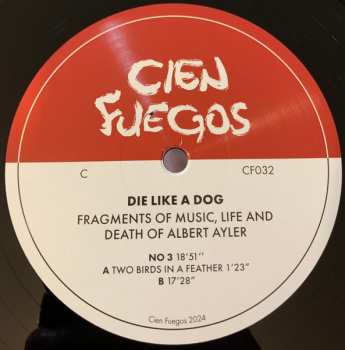 CIEN
FUEGOS
C CF032
DIE LIKE A DOG
FRAGMENTS OF MUSIC, LIFE AND
DEATH OF ALBERT AYLER
NO 3 18'51''
A TWO BIRDS IN A FEATHER 1'23"
B 17'28"
Cien Fuegos 2024